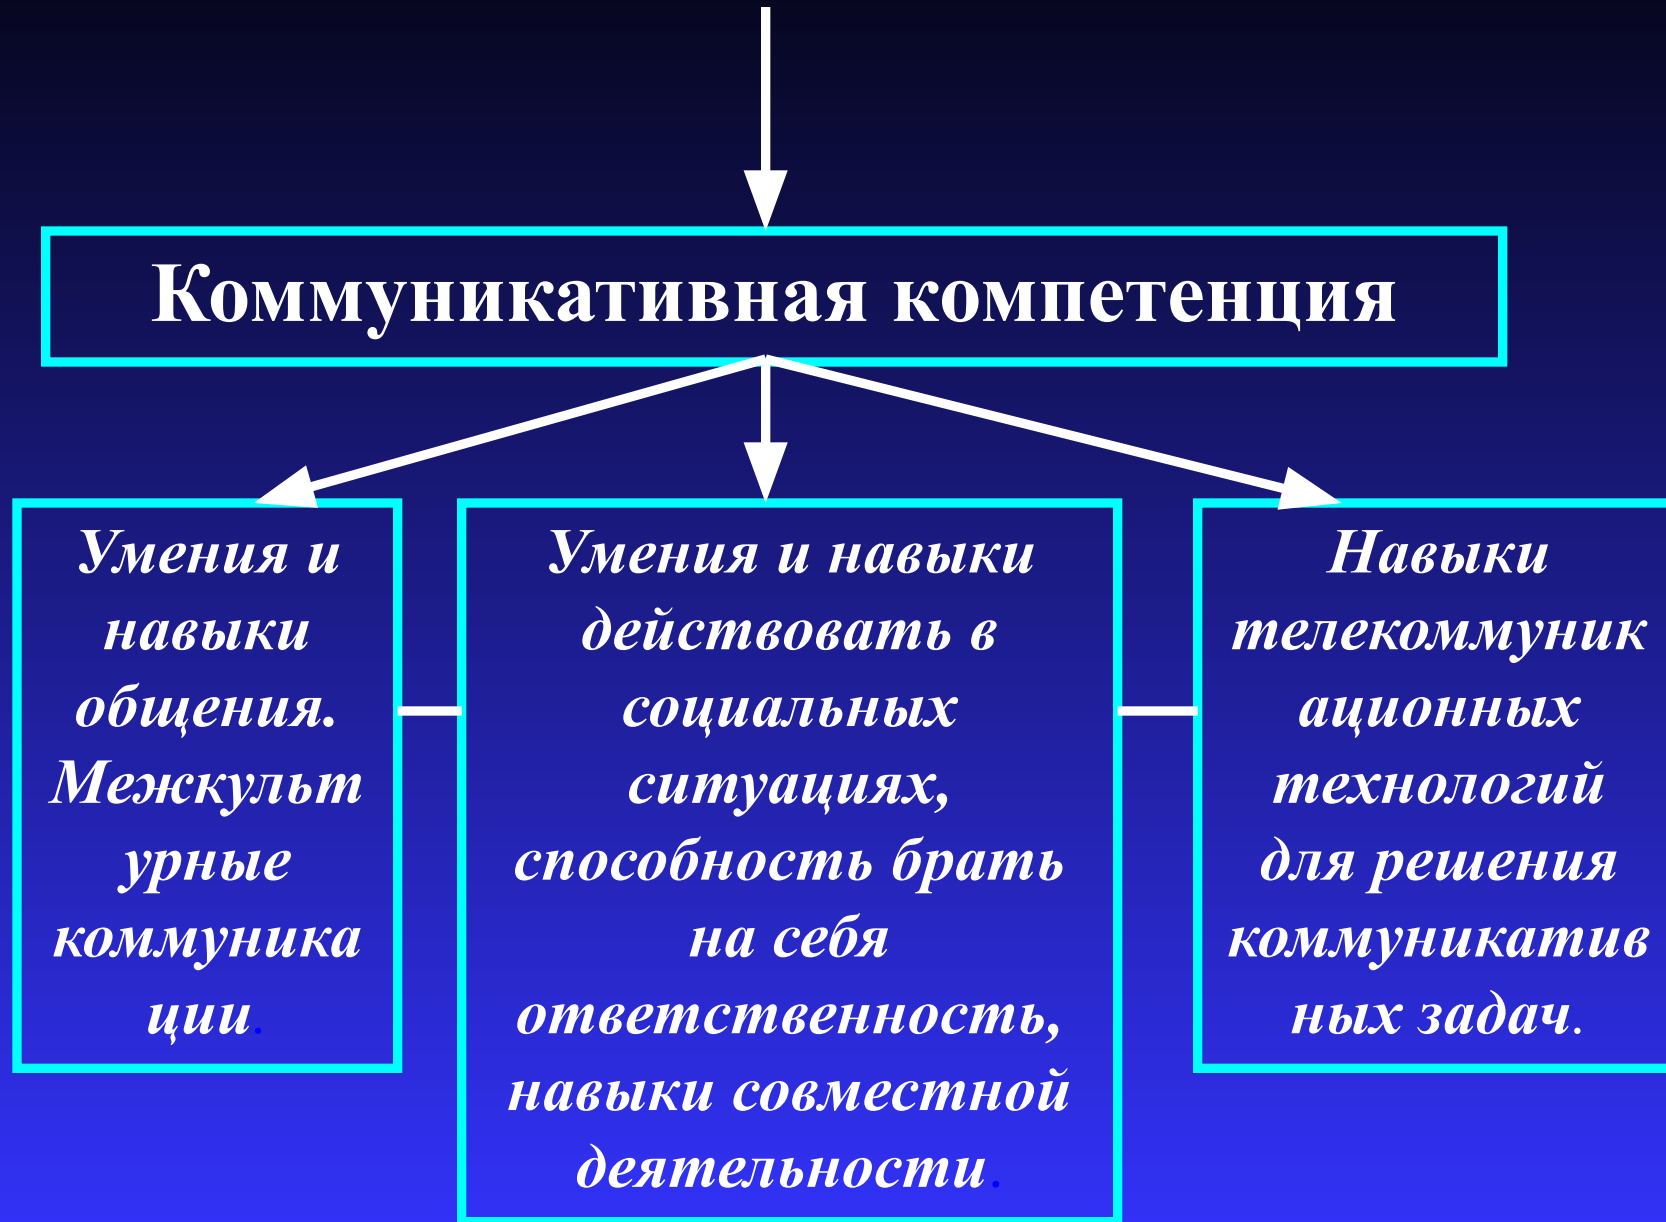 Коммуникативная компетенция
Умения и
навыки
общения.
Межкульт
урные
коммуника
ции.
Умения и навыки
действовать в
социальных
ситуациях,
способность брать
на себя
ответственность,
навыки совместной
деятельности.
Навыки
телекоммуник
ационных
технологий
для решения
коммуникатив
ных задач.